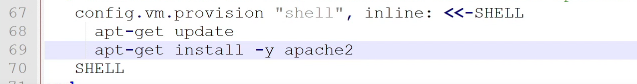 67 config.vm.provision "shell", inline: <<-SHELL
68 apt-get update
69 apt-get install -y apache2
70 SHELL